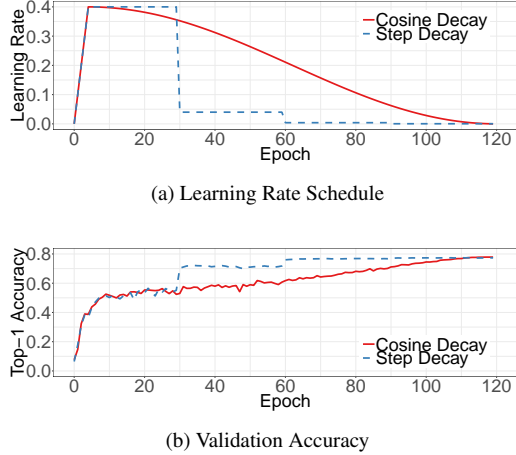 0.4
0.3
0.2
0.1
0.0
Learning Rate
Cosine Decay
Step Decay
0 20 40 60 80 100 120
Epoch
(a) Learning Rate Schedule
0.8
0.6
0.4
0.2
0.0
Top-1 Accuracy
Cosine Decay
Step Decay
0 20 40 60 80 100 120
Epoch
(b) Validation Accuracy